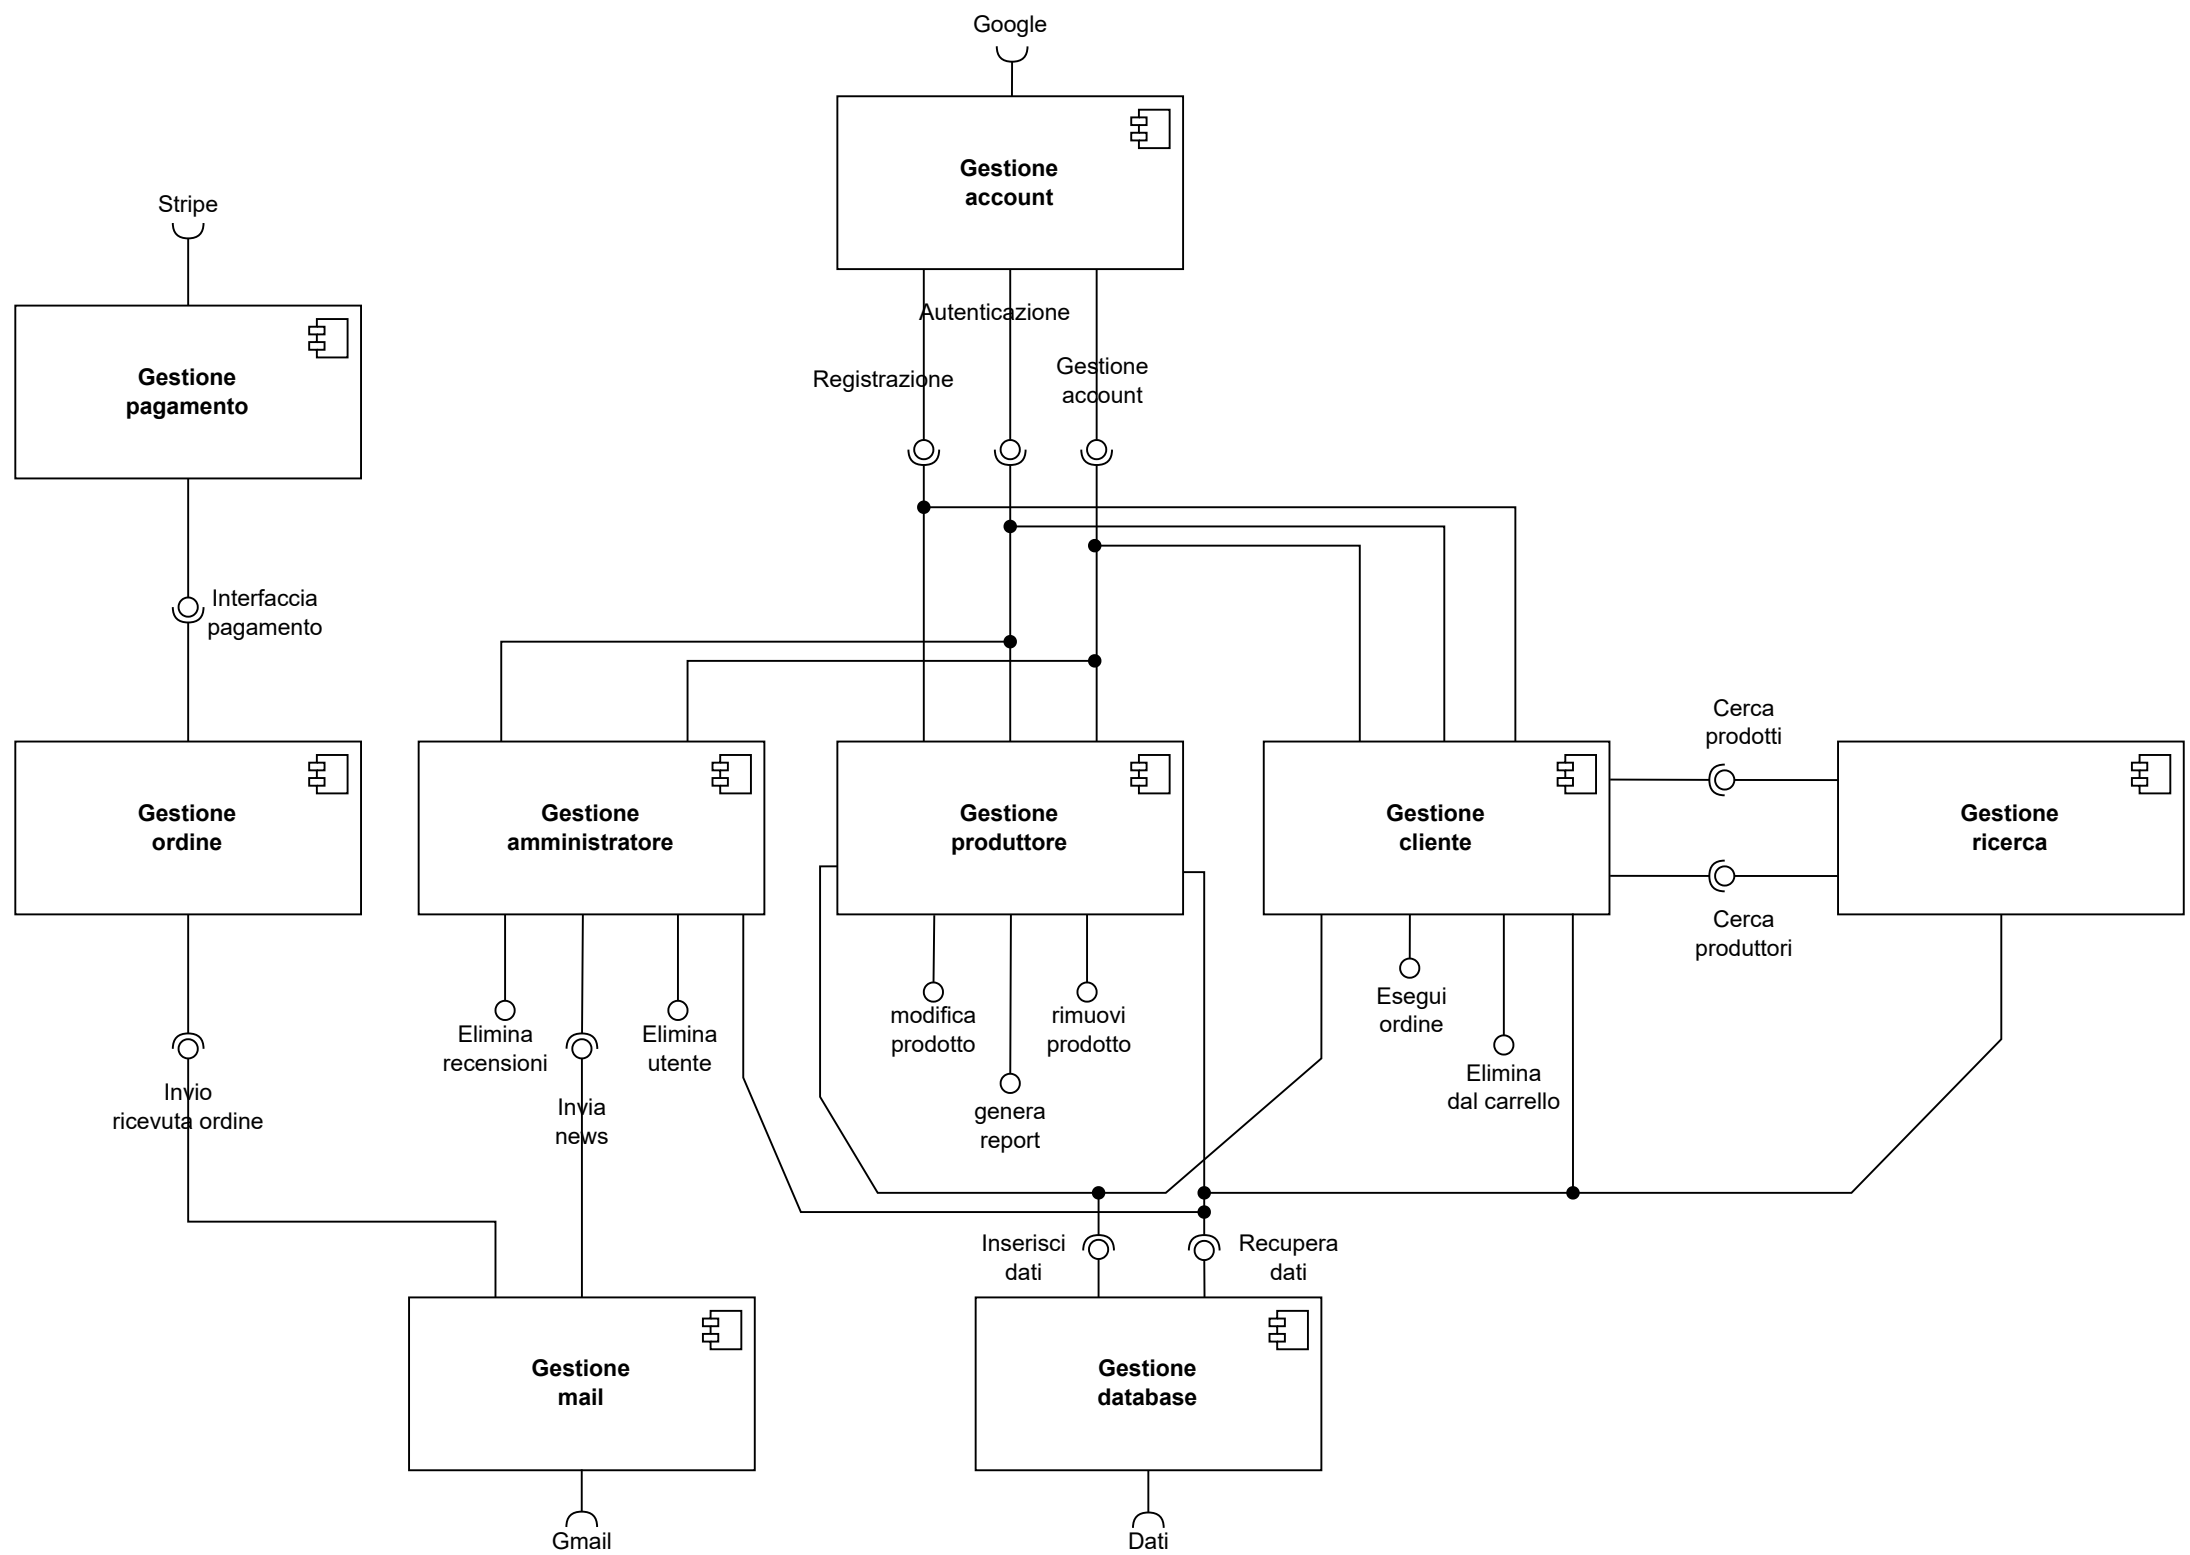 Google
Gestione
account
Stripe
Autenticazione
Gestione
account
Registrazione
Gestione
pagamento
Interfaccia
pagamento
Cerca
prodotti
Gestione
ordine
Gestione
amministratore
Gestione
produttore
Gestione
cliente
Gestione
ricerca
Cerca
produttori
Elimina
recensioni
Elimina
utente
modifica
prodotto
rimuovi
prodotto
Esegui
ordine
Invio
ricevuta ordine
Invia
news
genera
report
Elimina
dal carrello
Inserisci
dati
Recupera
dati
Gestione
mail
Gestione
database
Gmail
Dati